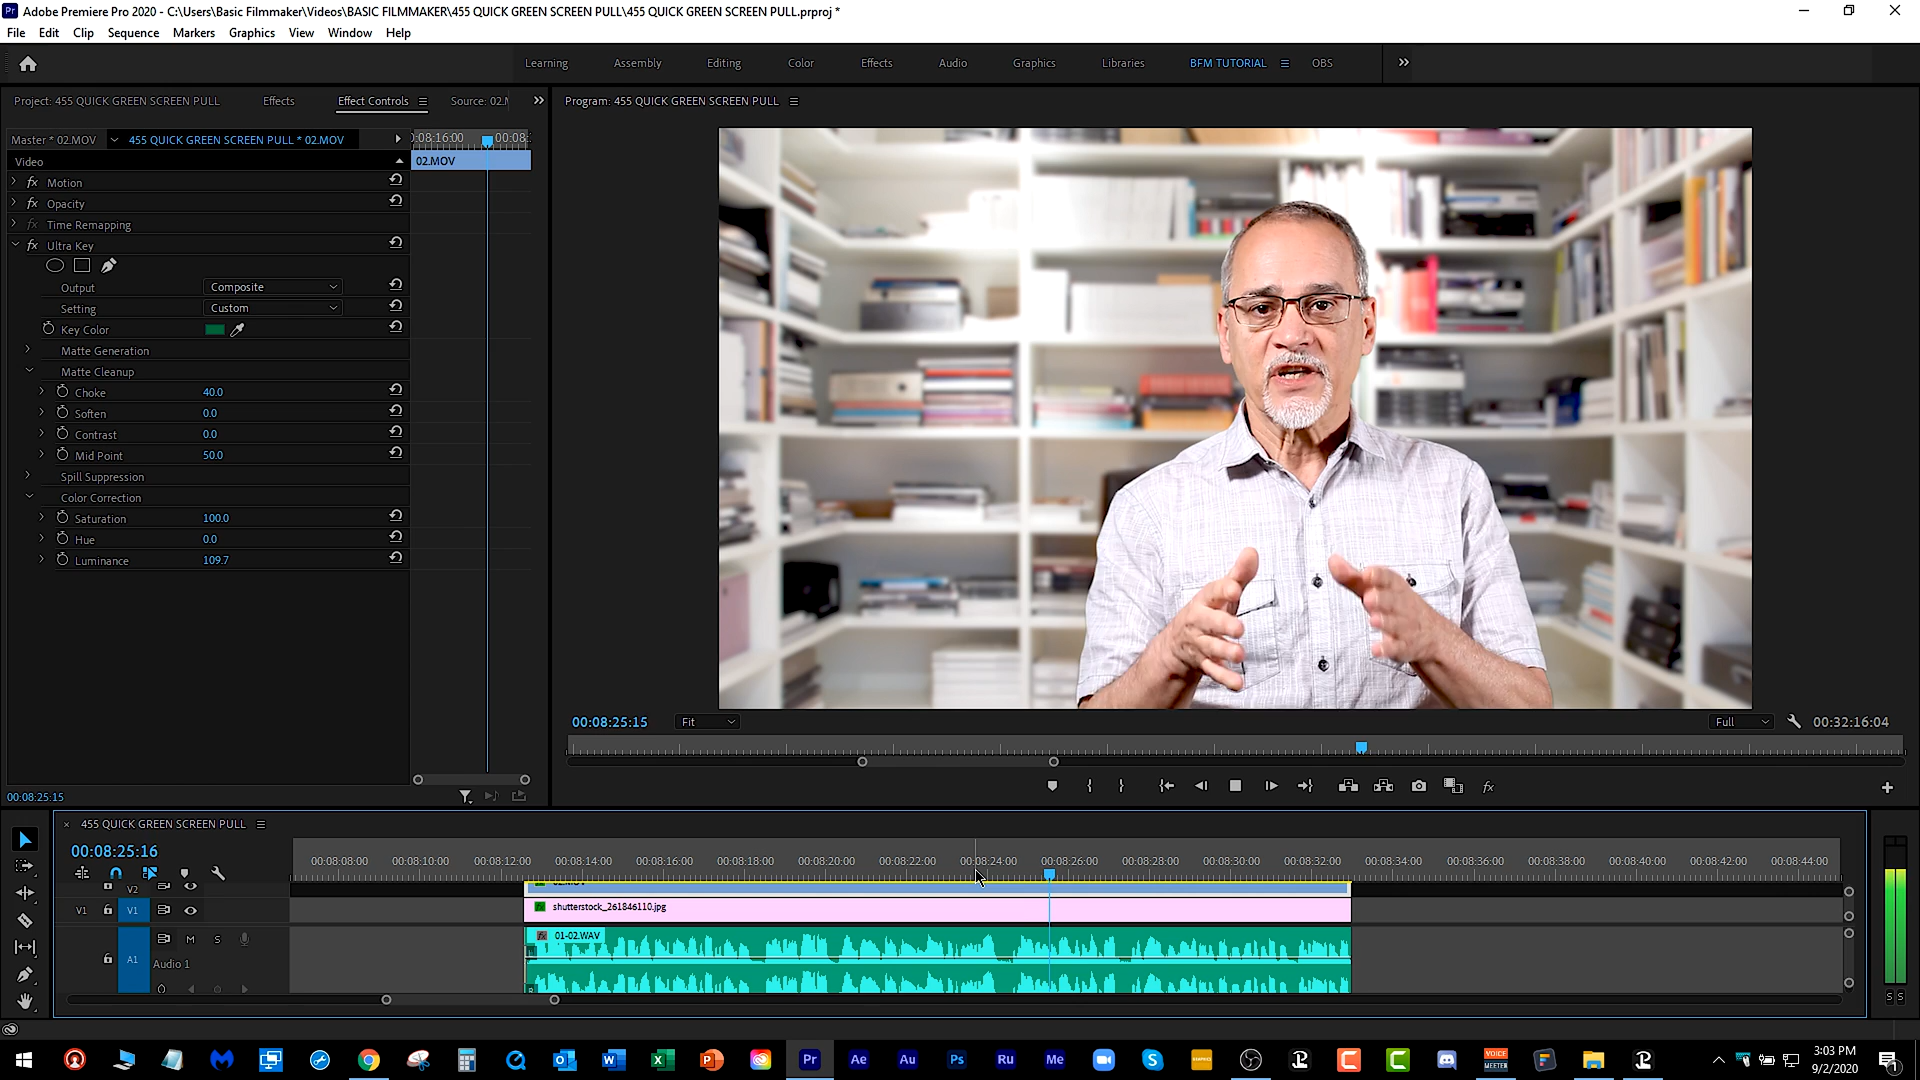 Pr Adobe Premiere Pro 2020 - C:\Users\Basic Filmmaker\Videos\BASIC FILMMAKER\455 QUICK GREEN SCREEN PULL\455 QUICK GREEN SCREEN PULL.prproj *
File Edit Clip Sequence Markers Graphics View Window Help
Learning Assembly Editing Color Effects Audio Graphics Libraries BFM TUTORIAL OBS
Project: 455 QUICK GREEN SCREEN PULL Effects Effect Controls Source: 02.
Program: 455 QUICK GREEN SCREEN PULL
Master * 02.MOV 455 QUICK GREEN SCREEN PULL * 02.MOV
:08:16:00 00:08:
Video
02.MOV
fx Motion
fx Opacity
fx Time Remapping
fx Ultra Key
Output Composite
Setting Custom
Key Color
Matte Generation
Matte Cleanup
Choke 40.0
Soften 0.0
Contrast 0.0
Mid Point 50.0
Spill Suppression
Color Correction
Saturation 100.0
Hue 0.0
Luminance 109.7
00:08:25:15
00:08:25:15 Fit Full 00:32:16:04
fx
455 QUICK GREEN SCREEN PULL
00:08:25:16
00:08:08:00 00:08:10:00 00:08:12:00 00:08:14:00 00:08:16:00 00:08:18:00 00:08:20:00 00:08:22:00 00:08:24:00 00:08:26:00 00:08:28:00 00:08:30:00 00:08:32:00 00:08:34:00 00:08:36:00 00:08:38:00 00:08:40:00 00:08:42:00 00:08:44:00
V2
V1 V1 shutterstock_261846110.jpg
M S
fx 01-02.WAV
A1 Audio 1
S S
Pr Ae Au Ps Ru Me
VOICE MEETER
3:03 PM
9/2/2020
1